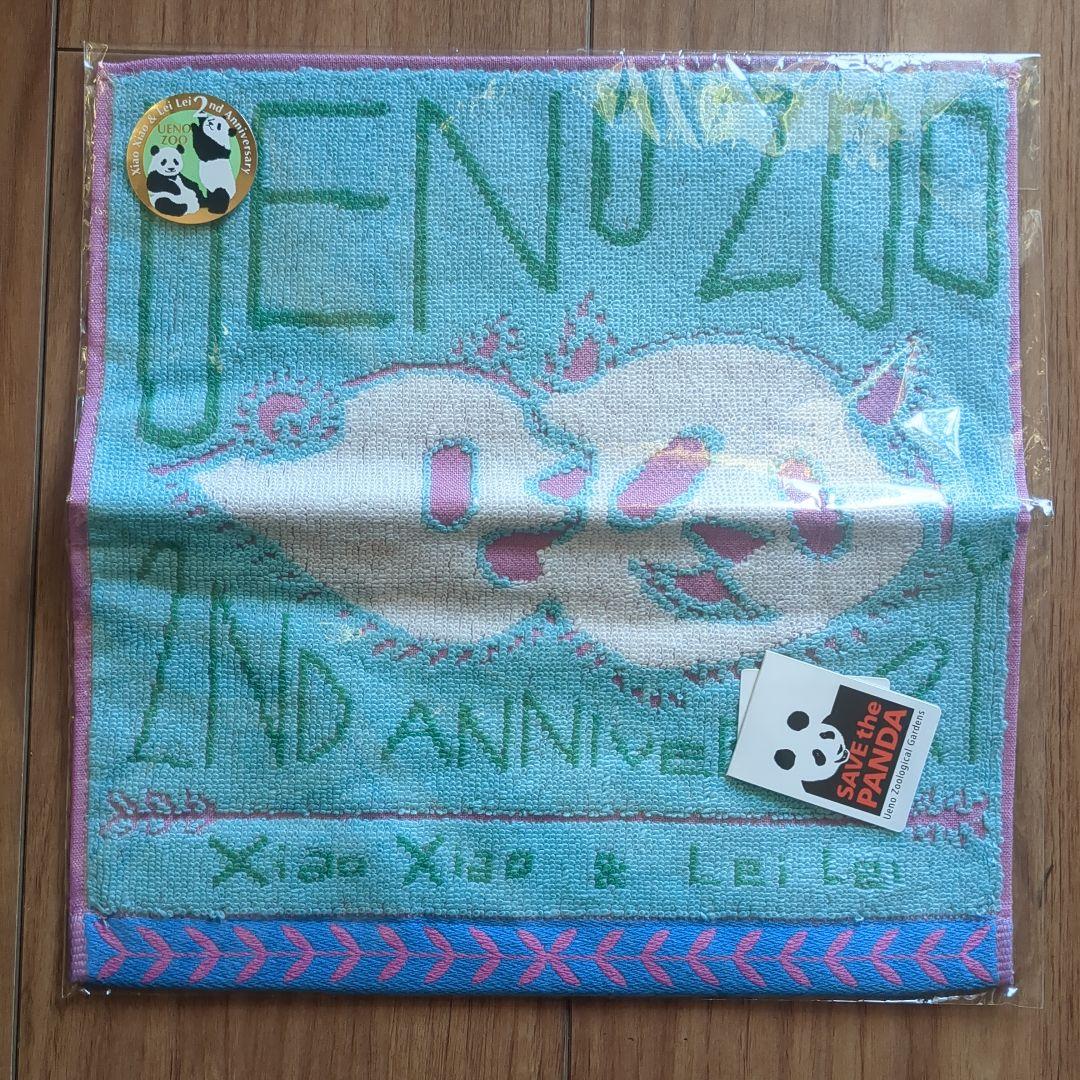 UENO ZOO
Xiao Xiao & Lei Lei 2nd Anniversary
UENO
ZOO
2ND ANNIVE
SAVE the
PANDA
Ueno Zoological Gardens
Xiao Xiao & Lei Lei